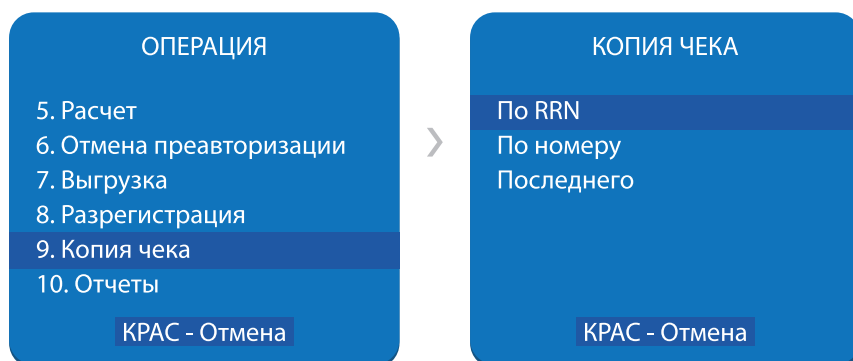 ОПЕРАЦИЯ
5. Расчет
6. Отмена преавторизации
7. Выгрузка
8. Разрегистрация
9. Копия чека
10. Отчеты
КРАС - Отмена
КОПИЯ ЧЕКА
По RRN
По номеру
Последнего
КРАС - Отмена